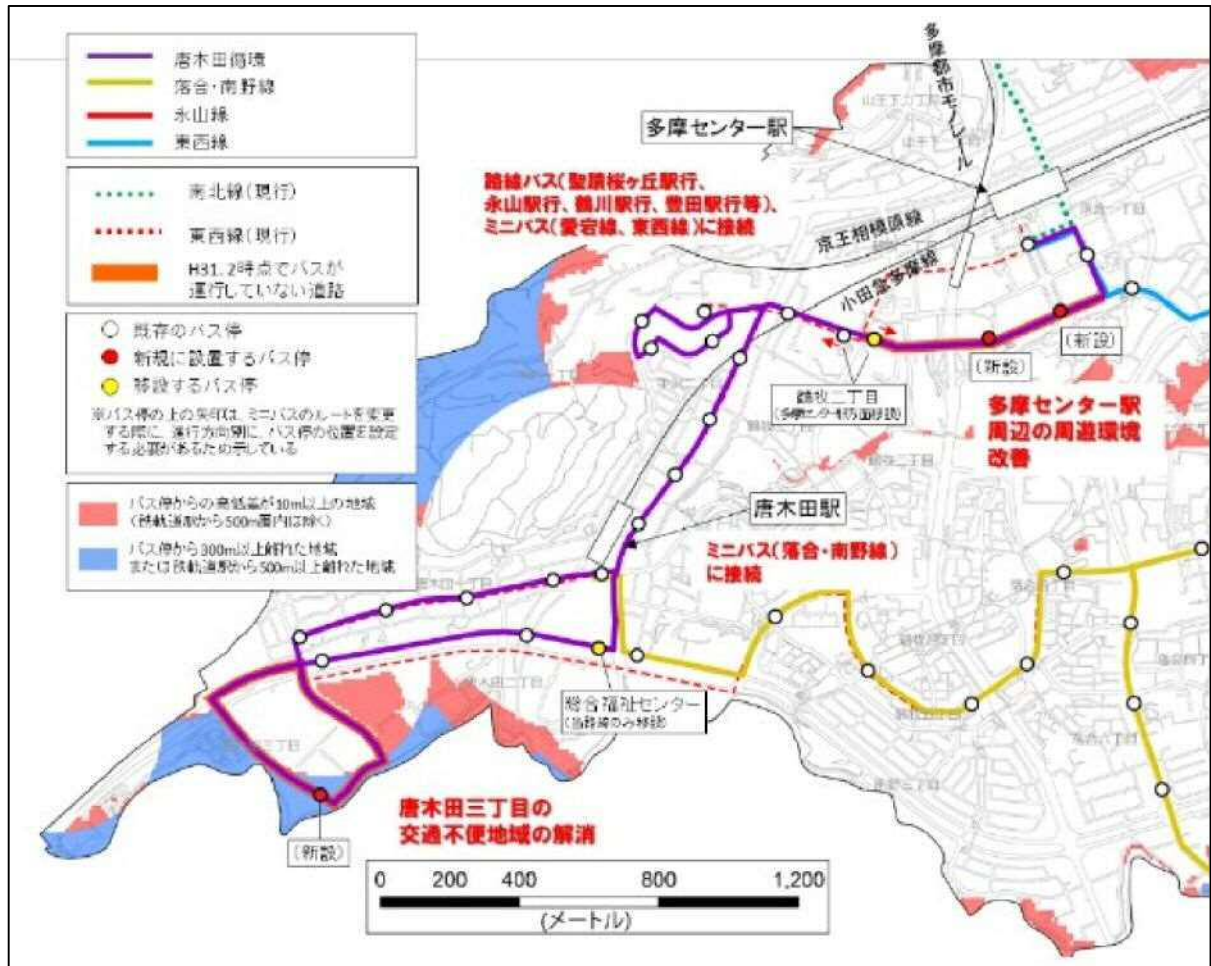 唐木田循環
落合・南野線
永山線
東西線
南北線(現行)
東西線(現行)
H31.2時点でバスが
運行していない道路
既存のバス停
新規に設置するバス停
移設するバス停
※バス停の上の矢印は、ミニバスのルートを変更
する際に、進行方向別に、バス停の位置を設定
する必要があるため示している
バス停からの高低差が10m以上の地域
(鉄軌道駅から500m圏内は除く)
バス停から300m以上離れた地域
または鉄軌道駅から500m以上離れた地域
多摩都市モノレール
多摩センター駅
路線バス(聖蹟桜ヶ丘駅行、
永山駅行、鶴川駅行、豊田駅行等)、
ミニバス(愛宕線、東西線)に接続
京王相模原線
小田急多摩線
(新設)
(新設)
鶴牧二丁目
多摩センター駅
周辺の周遊環境
改善
唐木田駅
ミニバス(落合・南野線)
に接続
総合福祉センター
(当路線のみ移設)
唐木田三丁目の
交通不便地域の解消
(新設)
0 200 400 800 1,200
(メートル)